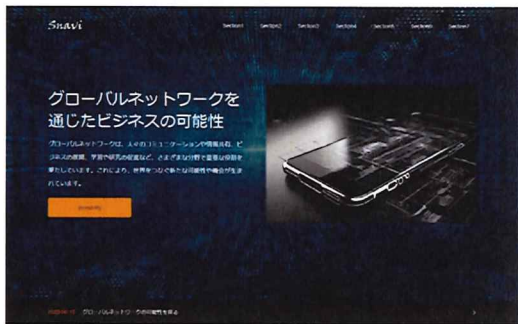 Snavi
Section1 Section2 Section3 Section4 Section5 Section6 Section7
グローバルネットワークを
通じたビジネスの可能性
グローバルネットワークは、人々のコミュニケーションや情報共有、ビ
ジネスの展開、学習や研究の促進など、さまざまな分野で重要な役割を
果たしています。これにより、世界をつなぐ新たな可能性や機会が生ま
れています。
グローバルネットワークの可能性を探る